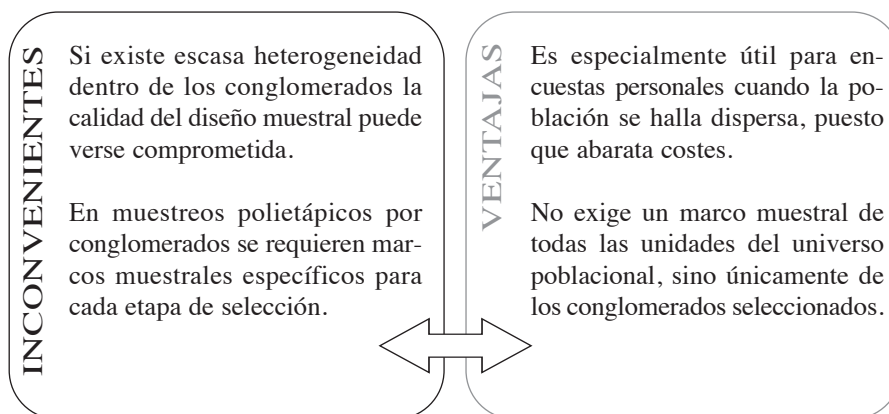 INCONVENIENTES
Si existe escasa heterogeneidad
dentro de los conglomerados la
calidad del diseño muestral puede
verse comprometida.
En muestreos polietápicos por
conglomerados se requieren mar-
cos muestrales específicos para
cada etapa de selección.
VENTAJAS
Es especialmente útil para en-
cuestas personales cuando la po-
blación se halla dispersa, puesto
que abarata costes.
No exige un marco muestral de
todas las unidades del universo
poblacional, sino únicamente de
los conglomerados seleccionados.